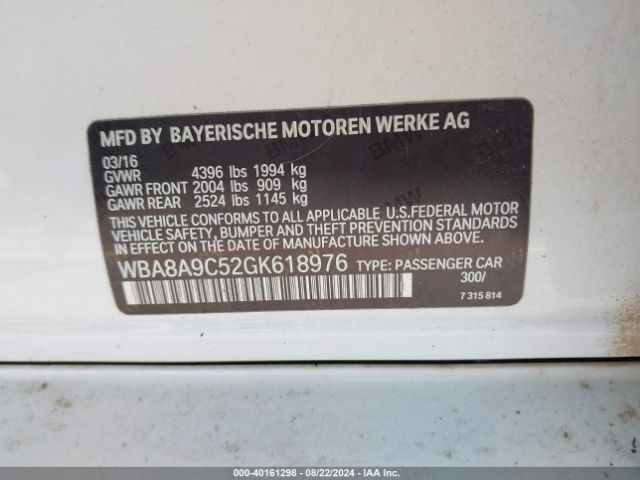 MFD BY BAYERISCHE MOTOREN WERKE AG
03/16
GVWR 4396 lbs 1994 kg
GAWR FRONT 2004 lbs 909 kg
GAWR REAR 2524 lbs 1145 kg
THIS VEHICLE CONFORMS TO ALL APPLICABLE U.S.FEDERAL MOTOR
VEHICLE SAFETY, BUMPER AND THEFT PREVENTION STANDARDS
IN EFFECT ON THE DATE OF MANUFACTURE SHOWN ABOVE.
WBA8A9C52GK618976 TYPE: PASSENGER CAR
300/
7 315 814
000-40161298 - 08/22/2024 - IAA Inc.